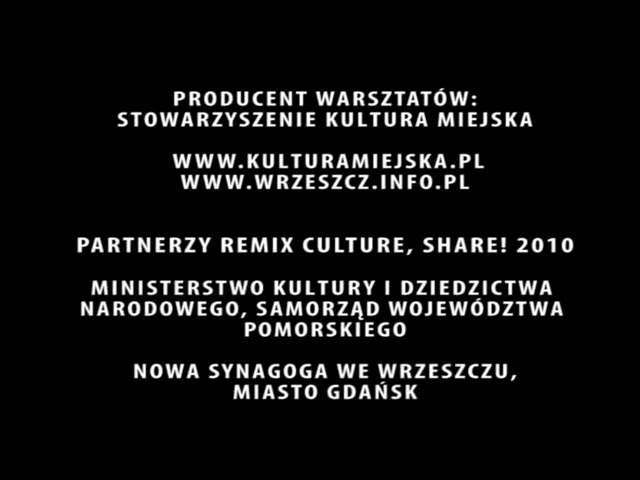 PRODUCENT WARSZTATÓW:
STOWARZYSZENIE KULTURA MIEJSKA
WWW.KULTURAMIEJSKA.PL
WWW.WRZESZCZ.INFO.PL
PARTNERZY REMIX CULTURE, SHARE! 2010
MINISTERSTWO KULTURY I DZIEDZICTWA
NARODOWEGO, SAMORZĄD WOJEWÓDZTWA
POMORSKIEGO
NOWA SYNAGOGA WE WRZESZCZU,
MIASTO GDAŃSK